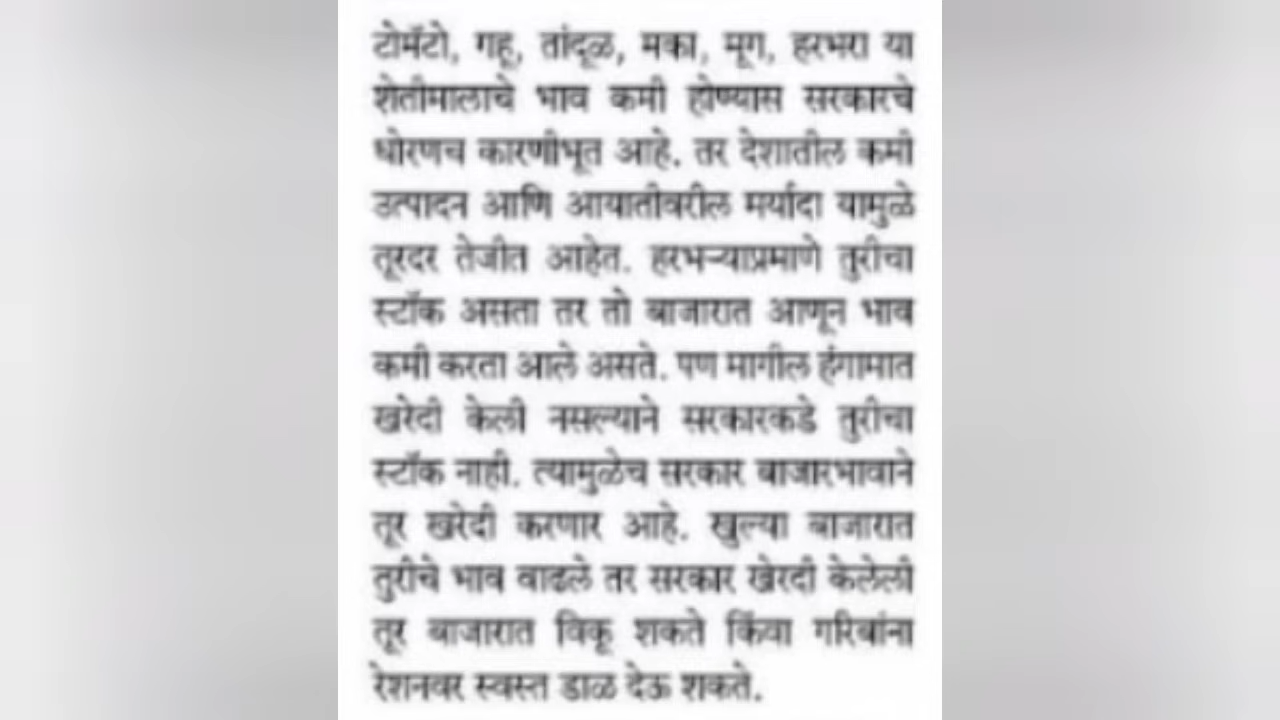 टोमॅटो, गहू, तांदूळ, मका, मूग, हरभरा या
शेतीमालाचे भाव कमी होण्यास सरकारचे
धोरणच कारणीभूत आहे. तर देशातील कमी
उत्पादन आणि आयातीवरील मर्यादा यामुळे
तूरदर तेजीत आहेत. हरभऱ्याप्रमाणे तुरीचा
स्टॉक असता तर तो बाजारात आणून भाव
कमी करता आले असते. पण मागील हंगामात
खरेदी केली नसल्याने सरकारकडे तुरीचा
स्टॉक नाही. त्यामुळेच सरकार बाजारभावाने
तूर खरेदी करणार आहे. खुल्या बाजारात
तुरीचे भाव वाढले तर सरकार खेरदी केलेली
तूर बाजारात विकू शकते किंवा गरिबांना
रेशनवर स्वस्त डाळ देऊ शकते.